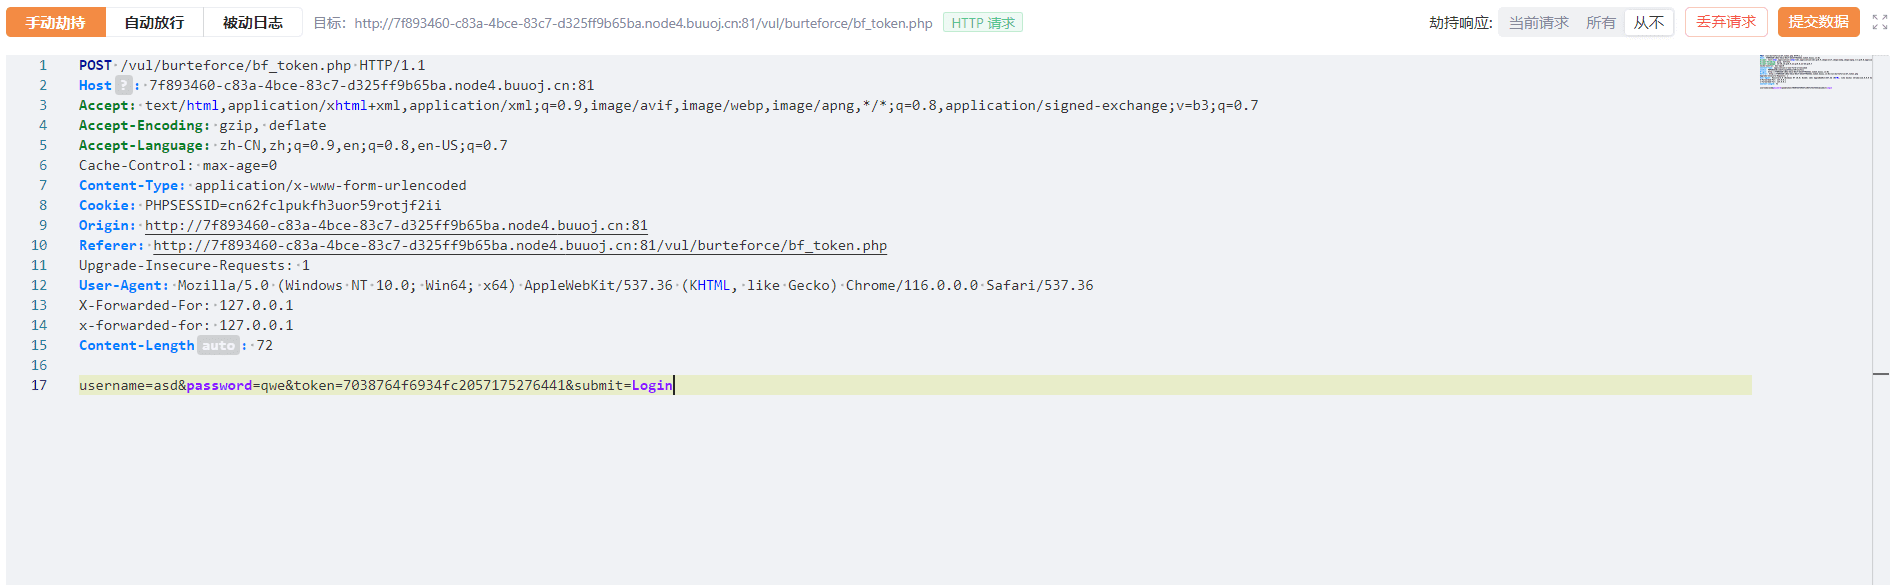 手动劫持 自动放行 被动日志 目标: http://7f893460-c83a-4bce-83c7-d325ff9b65ba.node4.buuoj.cn:81/vul/burteforce/bf_token.php HTTP 请求 劫持响应: 当前请求 所有 从不 丢弃请求 提交数据
1 POST /vul/burteforce/bf_token.php HTTP/1.1
2 Host ? : 7f893460-c83a-4bce-83c7-d325ff9b65ba.node4.buuoj.cn:81
3 Accept: text/html,application/xhtml+xml,application/xml;q=0.9,image/avif,image/webp,image/apng,*/*;q=0.8,application/signed-exchange;v=b3;q=0.7
4 Accept-Encoding: gzip, deflate
5 Accept-Language: zh-CN,zh;q=0.9,en;q=0.8,en-US;q=0.7
6 Cache-Control: max-age=0
7 Content-Type: application/x-www-form-urlencoded
8 Cookie: PHPSESSID=cn62fclpukfh3uor59rotjf2ii
9 Origin: http://7f893460-c83a-4bce-83c7-d325ff9b65ba.node4.buuoj.cn:81
10 Referer: http://7f893460-c83a-4bce-83c7-d325ff9b65ba.node4.buuoj.cn:81/vul/burteforce/bf_token.php
11 Upgrade-Insecure-Requests: 1
12 User-Agent: Mozilla/5.0 (Windows NT 10.0; Win64; x64) AppleWebKit/537.36 (KHTML, like Gecko) Chrome/116.0.0.0 Safari/537.36
13 X-Forwarded-For: 127.0.0.1
14 x-forwarded-for: 127.0.0.1
15 Content-Length auto : 72
16
17 username=asd&password=qwe&token=7038764f6934fc2057175276441&submit=Login